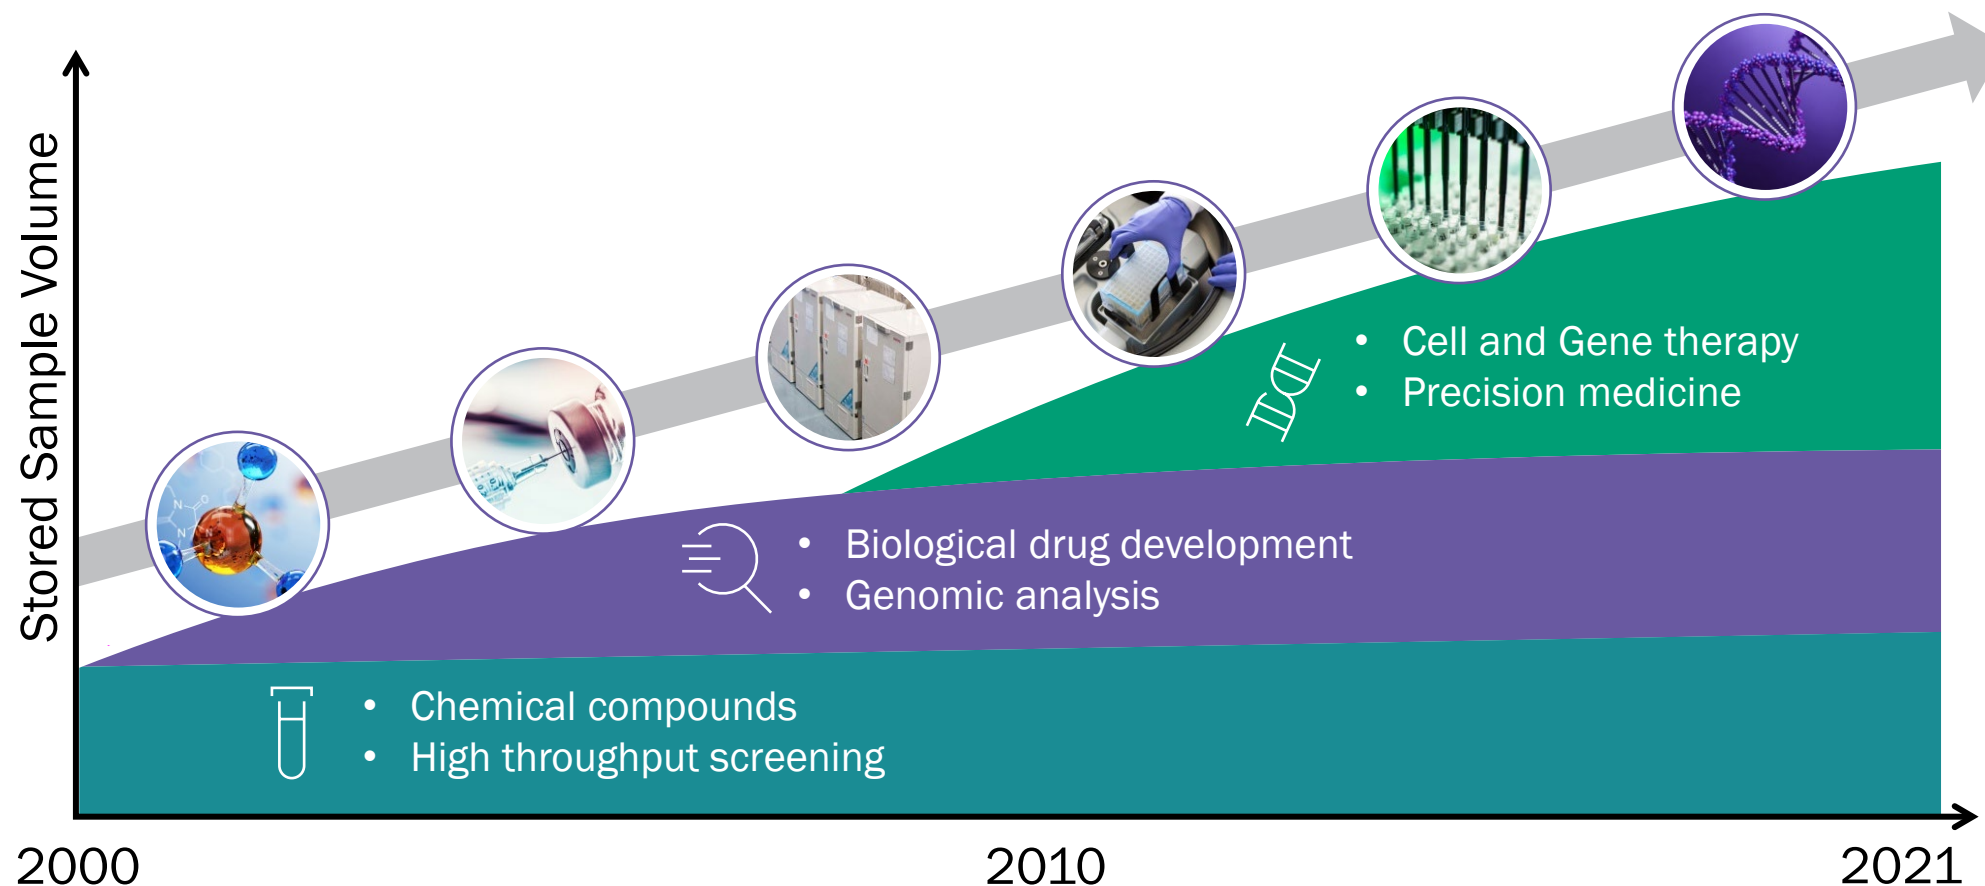 Stored Sample Volume
• Cell and Gene therapy
• Precision medicine
• Biological drug development
• Genomic analysis
• Chemical compounds
• High throughput screening
2000
2010
2021